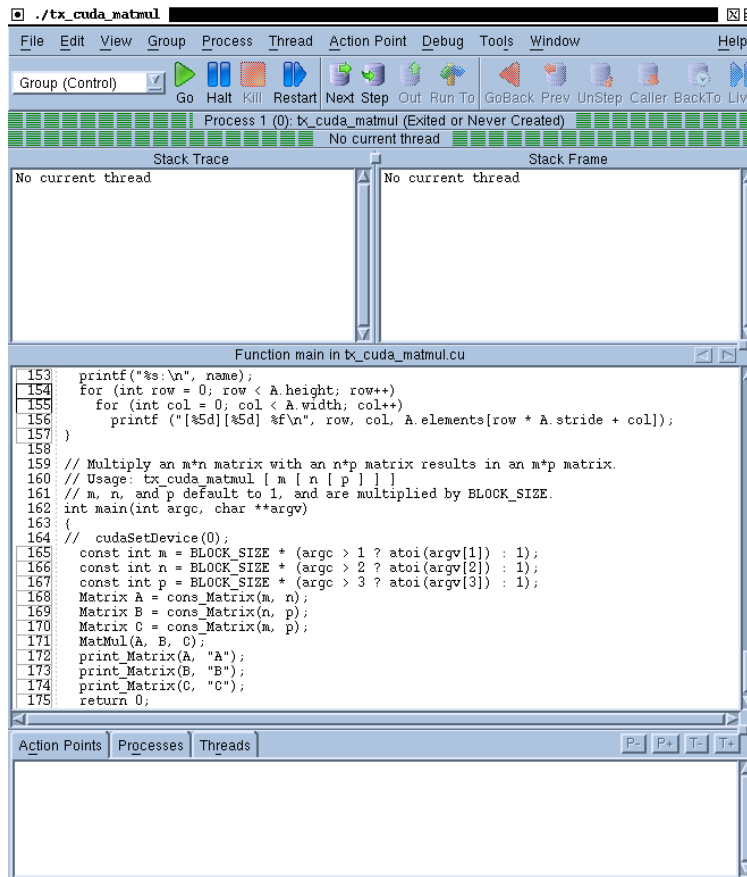 ./tx_cuda_matmul
File Edit View Group Process Thread Action Point Debug Tools Window Help
Group (Control)
Go Halt Kill Restart Next Step Out Run To GoBack Prev UnStep Caller BackTo Liv
Process 1 (0): tx_cuda_matmul (Exited or Never Created)
No current thread
Stack Trace
Stack Frame
No current thread
No current thread
Function main in tx_cuda_matmul.cu
153 printf("%s:\n", name);
154 for (int row = 0; row < A.height; row++)
155 for (int col = 0; col < A.width; col++)
156 printf ("[%5d][%5d] %f\n", row, col, A.elements[row * A.stride + col]);
157 }
158
159 // Multiply an m*n matrix with an n*p matrix results in an m*p matrix.
160 // Usage: tx_cuda_matmul [ m [ n [ p ] ] ]
161 // m, n, and p default to 1, and are multiplied by BLOCK_SIZE.
162 int main(int argc, char **argv)
163 {
164 // cudaSetDevice(0);
165 const int m = BLOCK_SIZE * (argc > 1 ? atoi(argv[1]) : 1);
166 const int n = BLOCK_SIZE * (argc > 2 ? atoi(argv[2]) : 1);
167 const int p = BLOCK_SIZE * (argc > 3 ? atoi(argv[3]) : 1);
168 Matrix A = cons_Matrix(m, n);
169 Matrix B = cons_Matrix(n, p);
170 Matrix C = cons_Matrix(m, p);
171 MatMul(A, B, C);
172 print_Matrix(A, "A");
173 print_Matrix(B, "B");
174 print_Matrix(C, "C");
175 return 0;
Action Points Processes Threads P- P+ T- T+